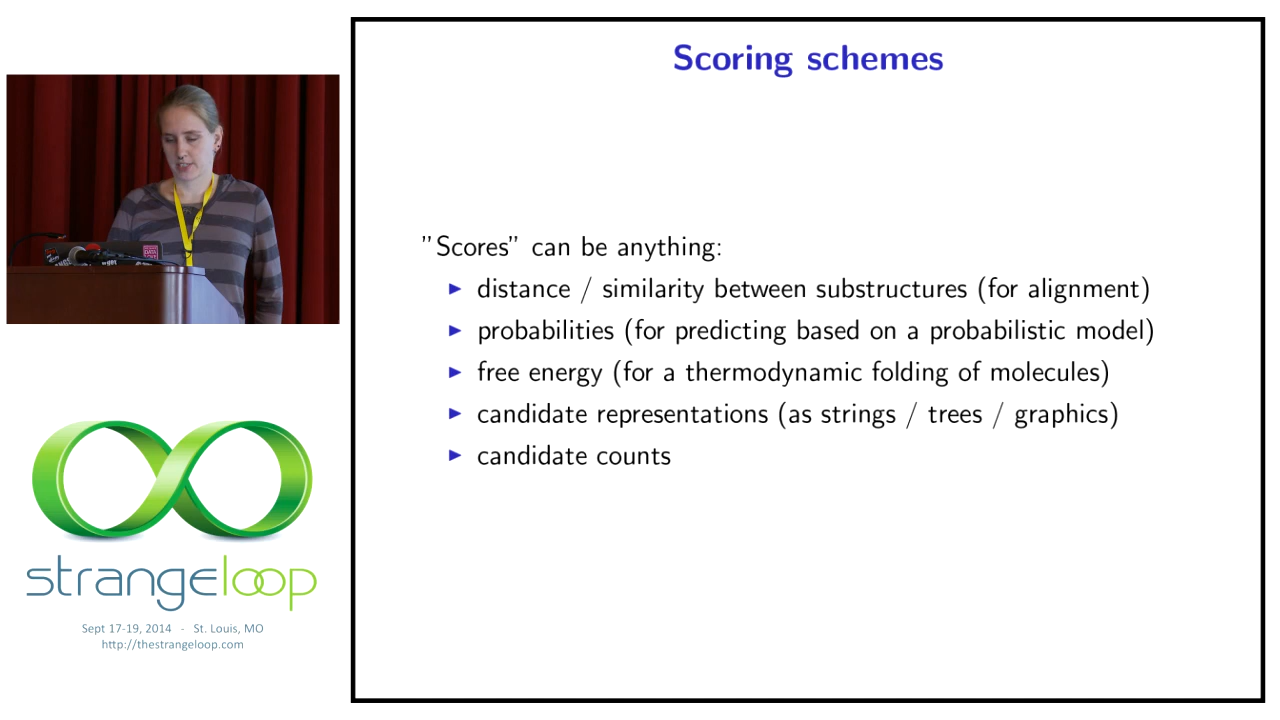 Scoring schemes
"Scores" can be anything:
distance / similarity between substructures (for alignment)
probabilities (for predicting based on a probabilistic model)
free energy (for a thermodynamic folding of molecules)
candidate representations (as strings / trees / graphics)
candidate counts
strangeloop
Sept 17-19, 2014 - St. Louis, MO
http://thestrangeloop.com